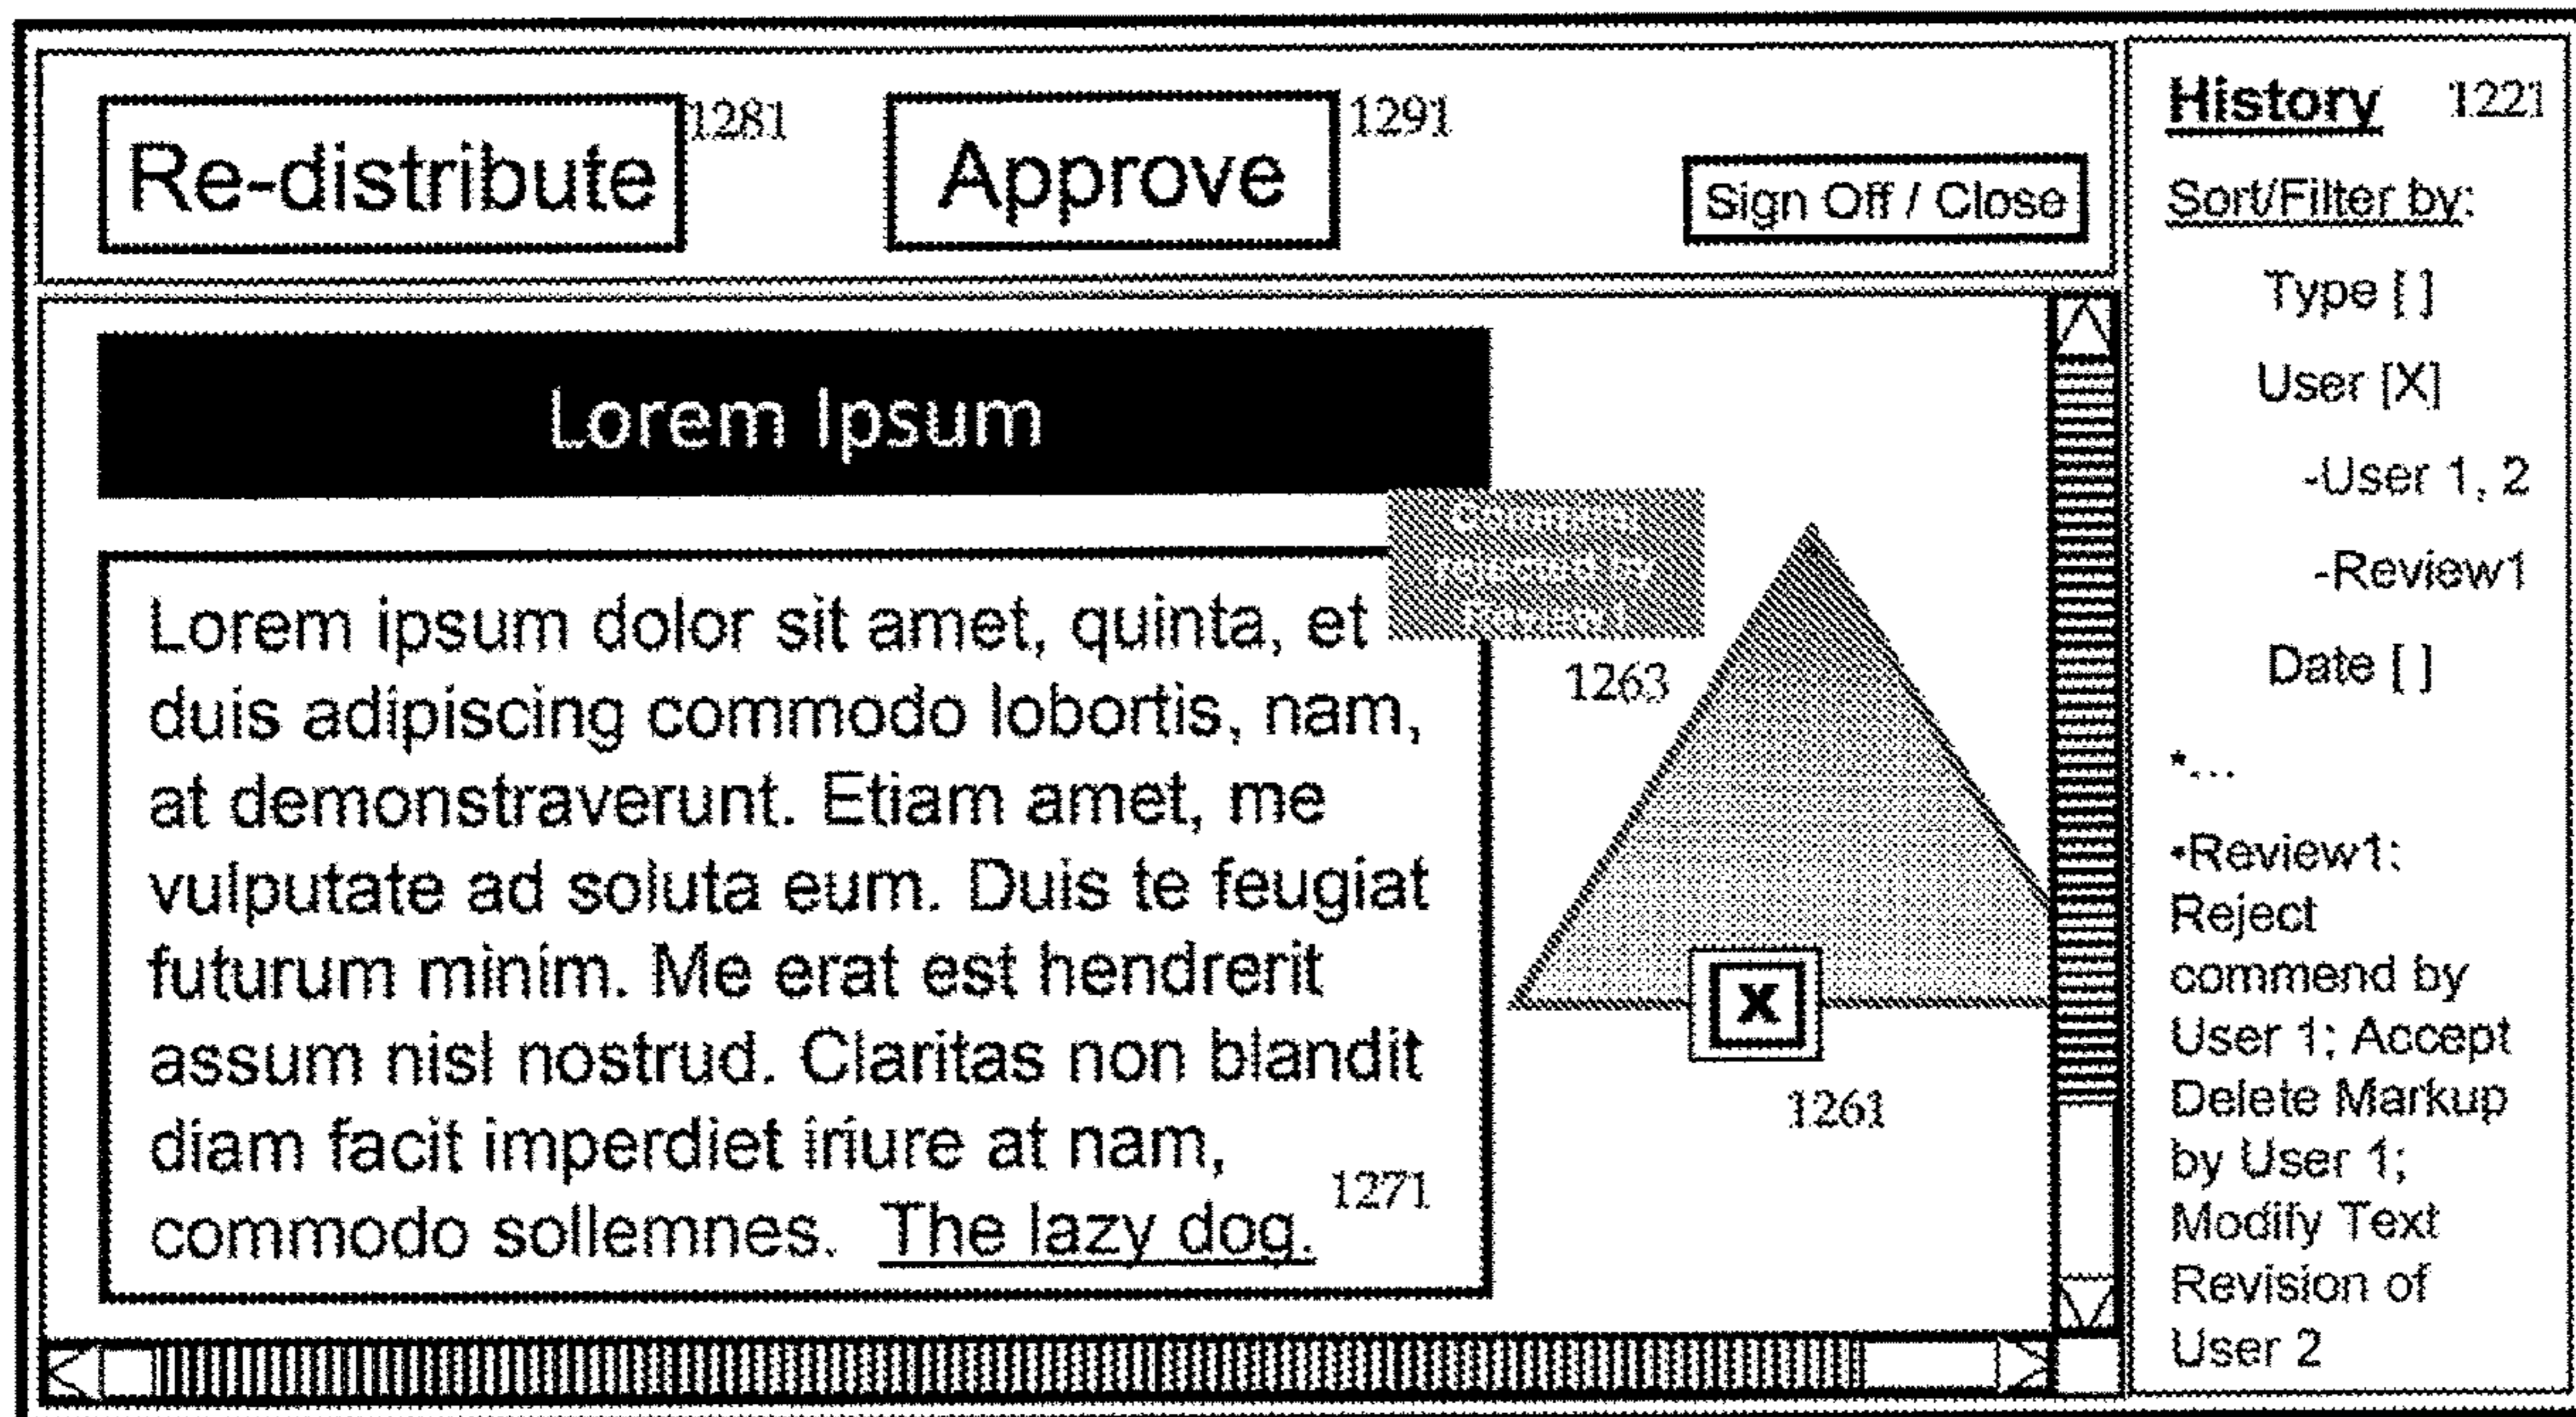 Re-distribute 1281
Approve 1291
Sign Off / Close
Lorem Ipsum
Comment
by
1263
Lorem ipsum dolor sit amet, quinta, et
duis adipiscing commodo lobortis, nam,
at demonstraverunt. Etiam amet, me
vulputate ad soluta eum. Duis te feugiat
futurum minim. Me erat est hendrerit
assum nisl nostrud. Claritas non blandit
diam facit imperdiet iriure at nam,
commodo sollemnes. The lazy dog. 1271
X
1261
History 1221
Sort/Filter by:
Type [ ]
User [X]
-User 1, 2
-Review1
Date [ ]
*...
•Review1:
Reject
commend by
User 1; Accept
Delete Markup
by User 1;
Modify Text
Revision of
User 2